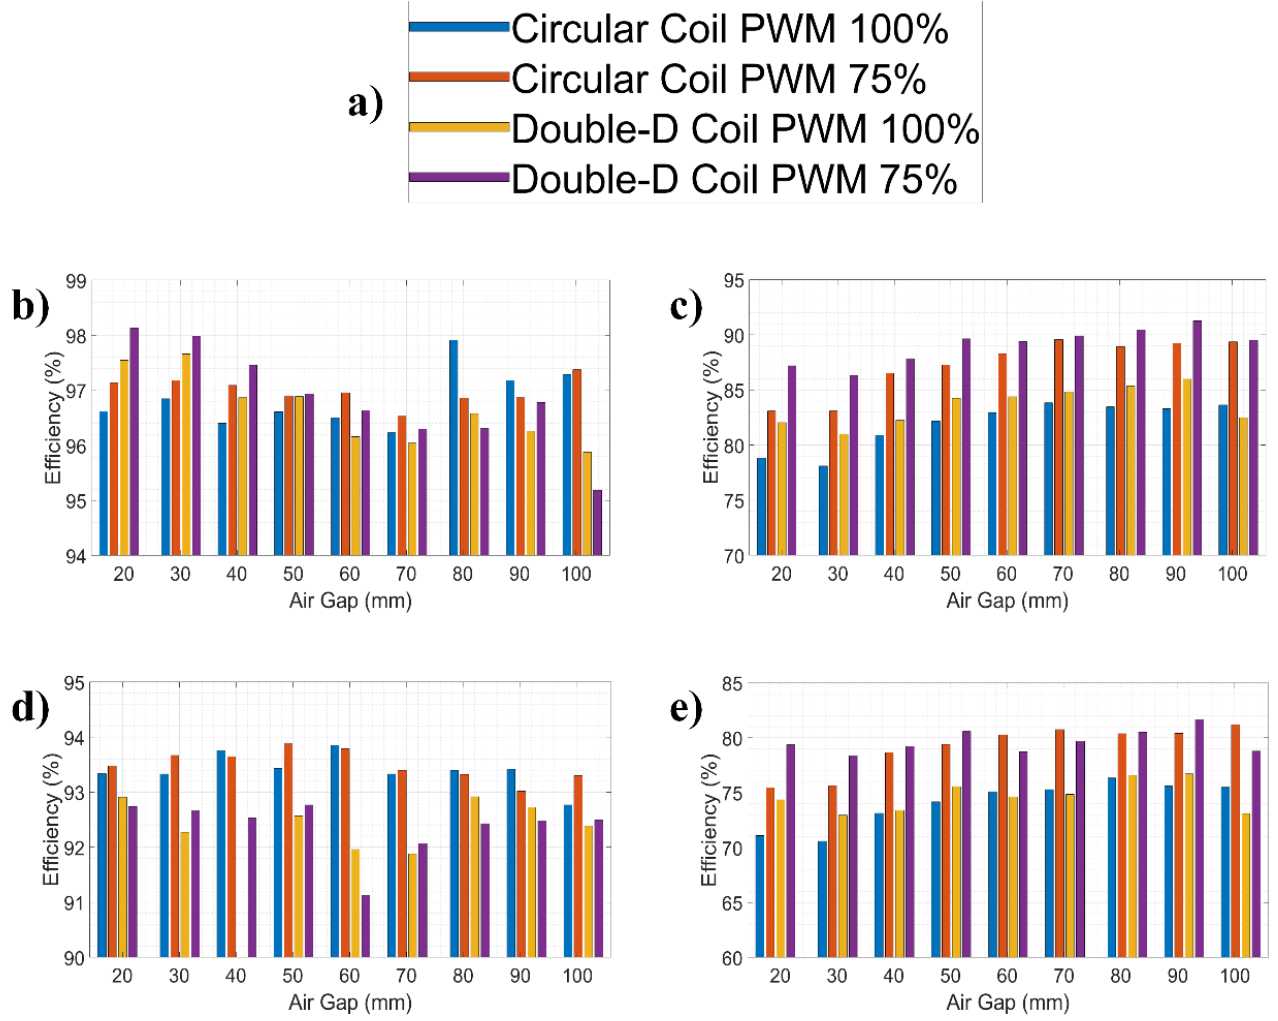 a)
Circular Coil PWM 100%
Circular Coil PWM 75%
Double-D Coil PWM 100%
Double-D Coil PWM 75%
b)
Efficiency (%)
99
98
97
96
95
94
20 30 40 50 60 70 80 90 100
Air Gap (mm)
c)
Efficiency (%)
95
90
85
80
75
70
20 30 40 50 60 70 80 90 100
Air Gap (mm)
d)
Efficiency (%)
95
94
93
92
91
90
20 30 40 50 60 70 80 90 100
Air Gap (mm)
e)
Efficiency (%)
85
80
75
70
65
60
20 30 40 50 60 70 80 90 100
Air Gap (mm)